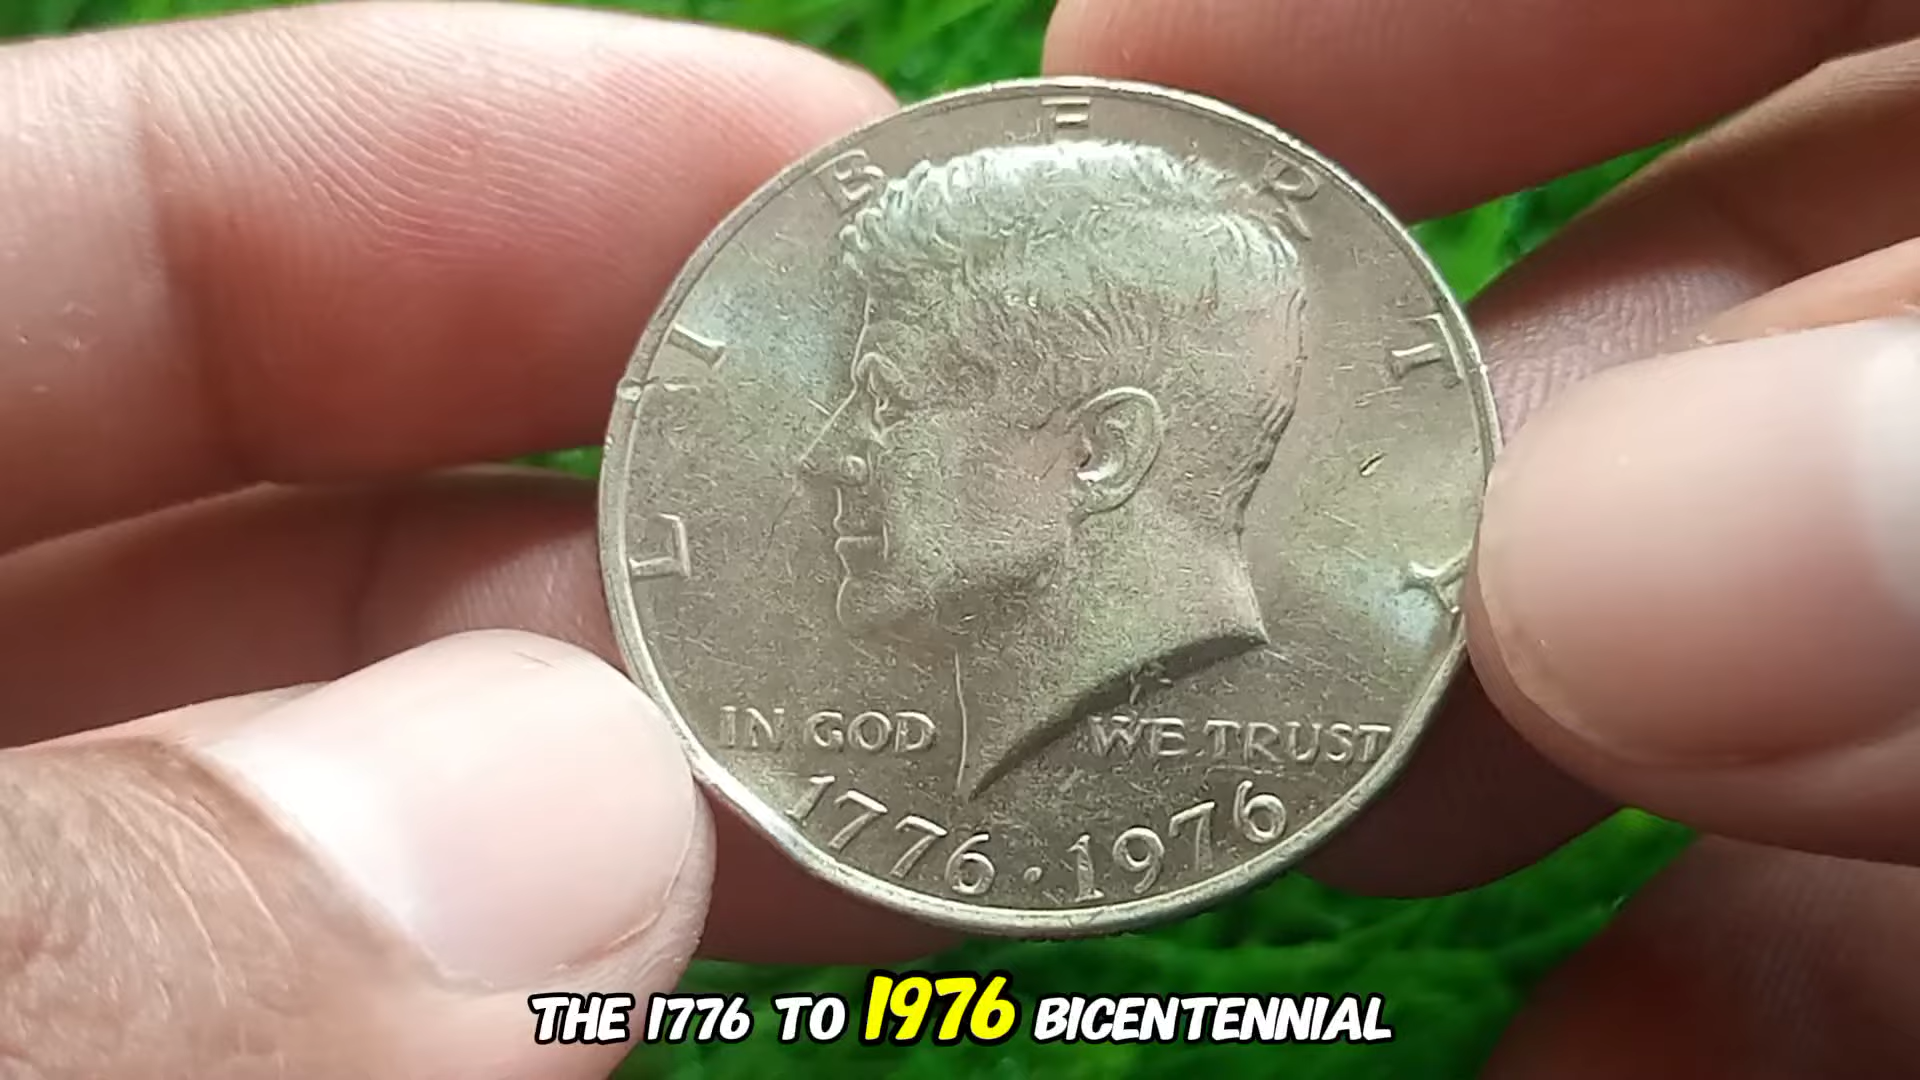 LIBERTY
IN GOD WE TRUST
1776 · 1976
THE 1776 TO 1976 BICENTENNIAL